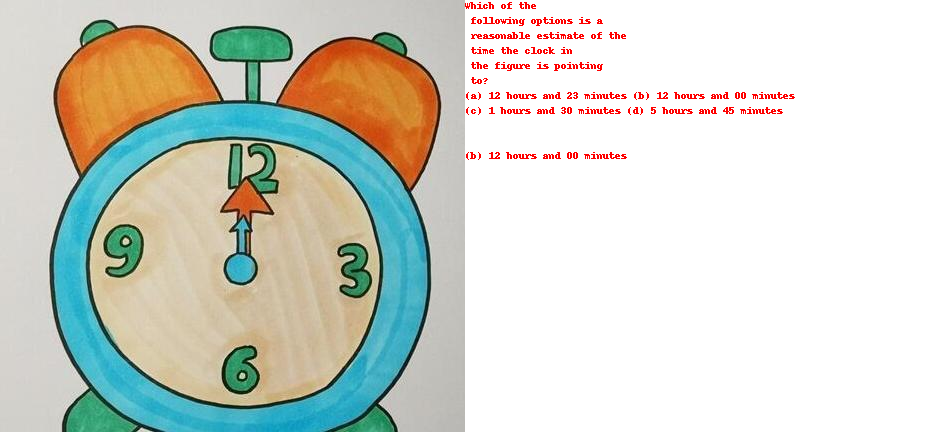 Which of the
following options is a
reasonable estimate of the
time the clock in
the figure is pointing
to?
(a) 12 hours and 23 minutes (b) 12 hours and 00 minutes
(c) 1 hours and 30 minutes (d) 5 hours and 45 minutes
(b) 12 hours and 00 minutes
12
9
3
6